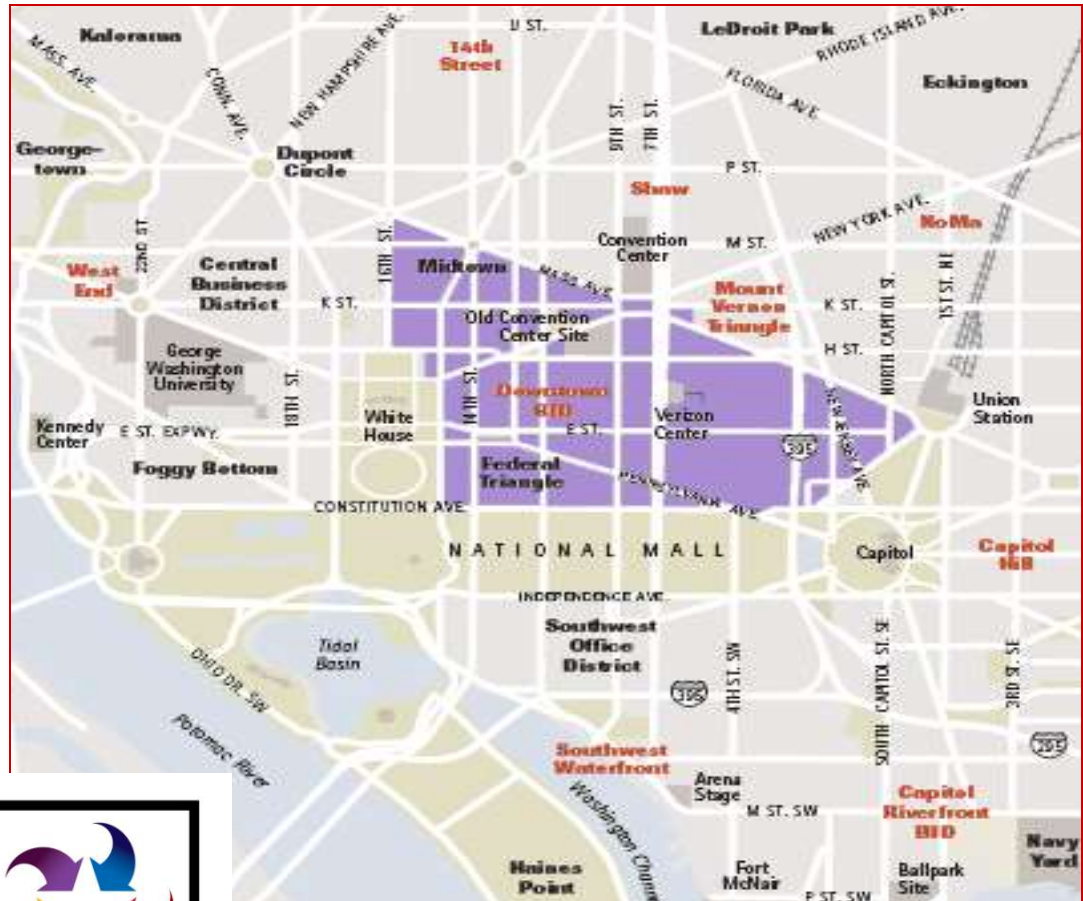 Kalorama
MASS. AVE.
CONN. AVE.
NEW HAMPSHIRE AVE.
14th
Street
U ST.
LeDroit Park
RHODE ISLAND AVE.
FLORIDA AVE.
Eckington
George-
town
Dupont
Circle
9TH ST.
7TH ST.
P ST.
Shaw
NEW YORK AVE.
NoMa
22ND ST.
16TH ST.
Convention
Center
M ST.
West
End
Central
Business
District
Midtown
MASS. AVE.
K ST.
Mount
Vernon
Triangle
K ST.
NORTH CAPITOL ST.
1ST ST. NE
Old Convention
Center Site
H ST.
George
Washington
University
18TH ST.
White
House
14TH ST.
Downtown
BID
E ST.
Verizon
Center
NEW JERSEY AVE.
395
Union
Station
Kennedy
Center
E ST. EXPWY.
Foggy Bottom
Federal
Triangle
PENNSYLVANIA AVE.
CONSTITUTION AVE.
NATIONAL MALL
Capitol
Capitol
Hill
INDEPENDENCE AVE.
Southwest
Office
District
Tidal
Basin
OHIO DR. SW
395
4TH ST. SW
SOUTH CAPITOL ST. SE
3RD ST. SE
295
Potomac River
Southwest
Waterfront
Washington
Arena
Stage
M ST. SW
Capitol
Riverfront
BID
Navy
Yard
Haines
Point
Fort
McNair
P ST. SW
Ballpark
Site